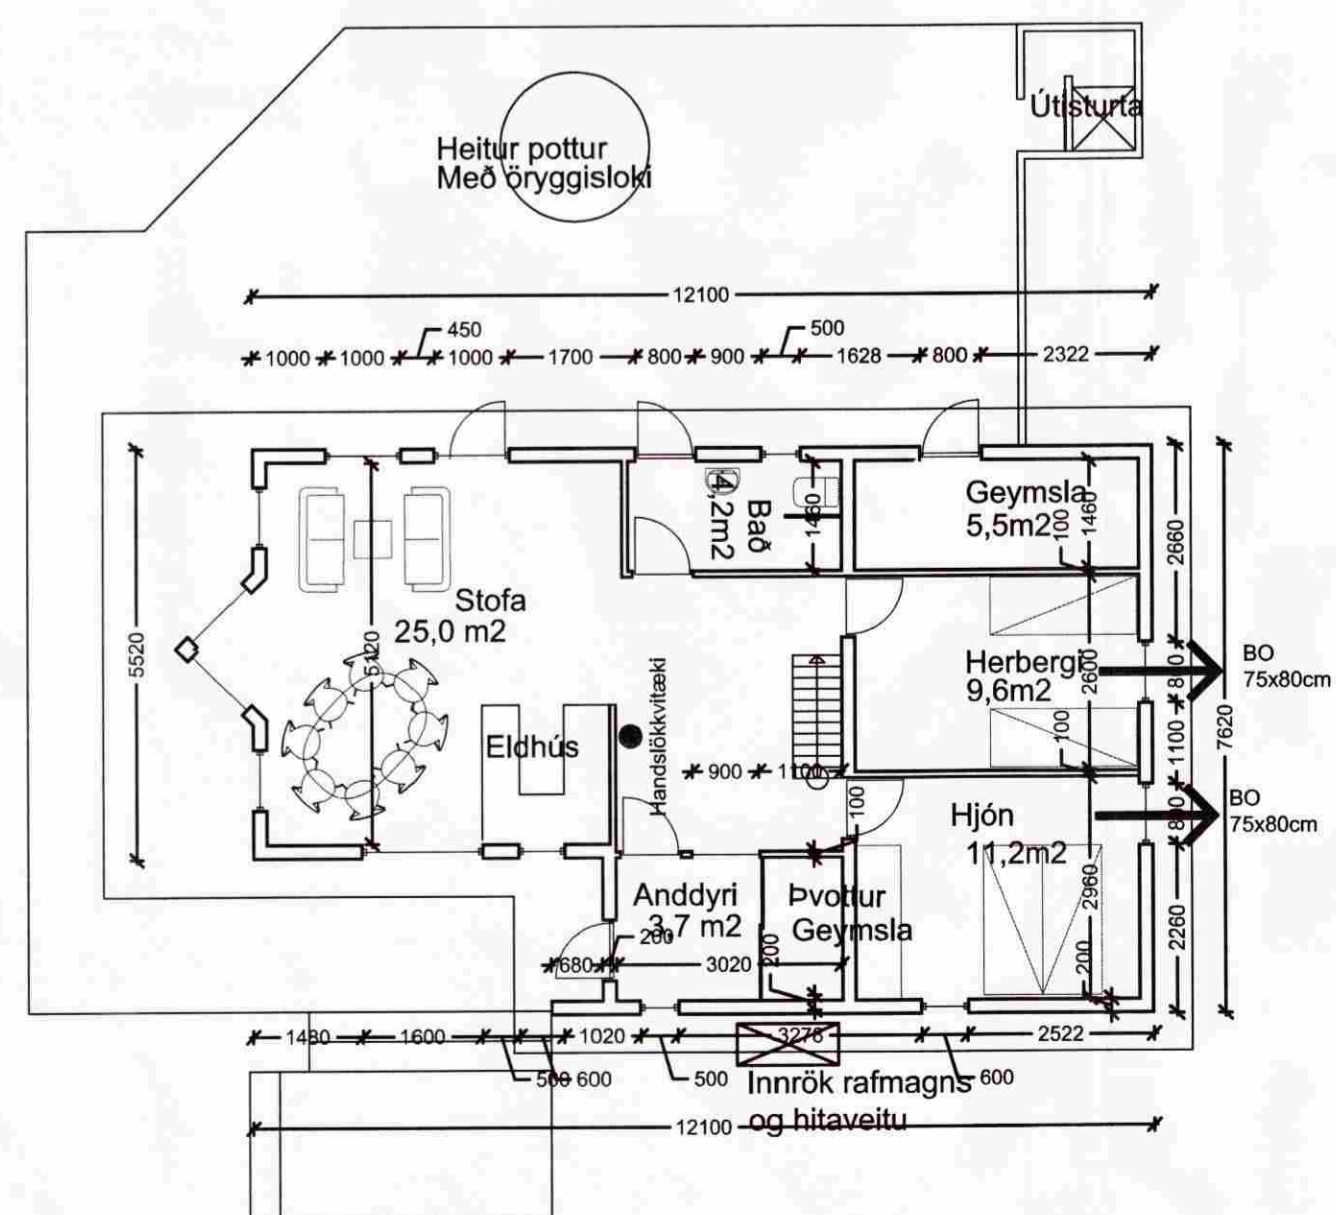 Útisturta
Heitur pottur
Með öryggisloki
12100
450
500
1000
1000
1000
1700
800
900
1628
800
2322
4,2m2
Bað
1460
Geymsla
5,5m2
100
1460
2660
5520
Stofa
25,0 m2
5120
Herbergi
9,6m2
2600
800
BO
75x80cm
Handslökkvitæki
Eldhús
100
1100
7620
900
1100
100
Hjón
11,2m2
800
BO
75x80cm
Anddyri
3,7 m2
200
Þvottur
Geymsla
200
2960
2260
200
680
3020
1480
1600
1020
3278
2522
500
600
500
600
Innrök rafmagns
og hitaveitu
12100